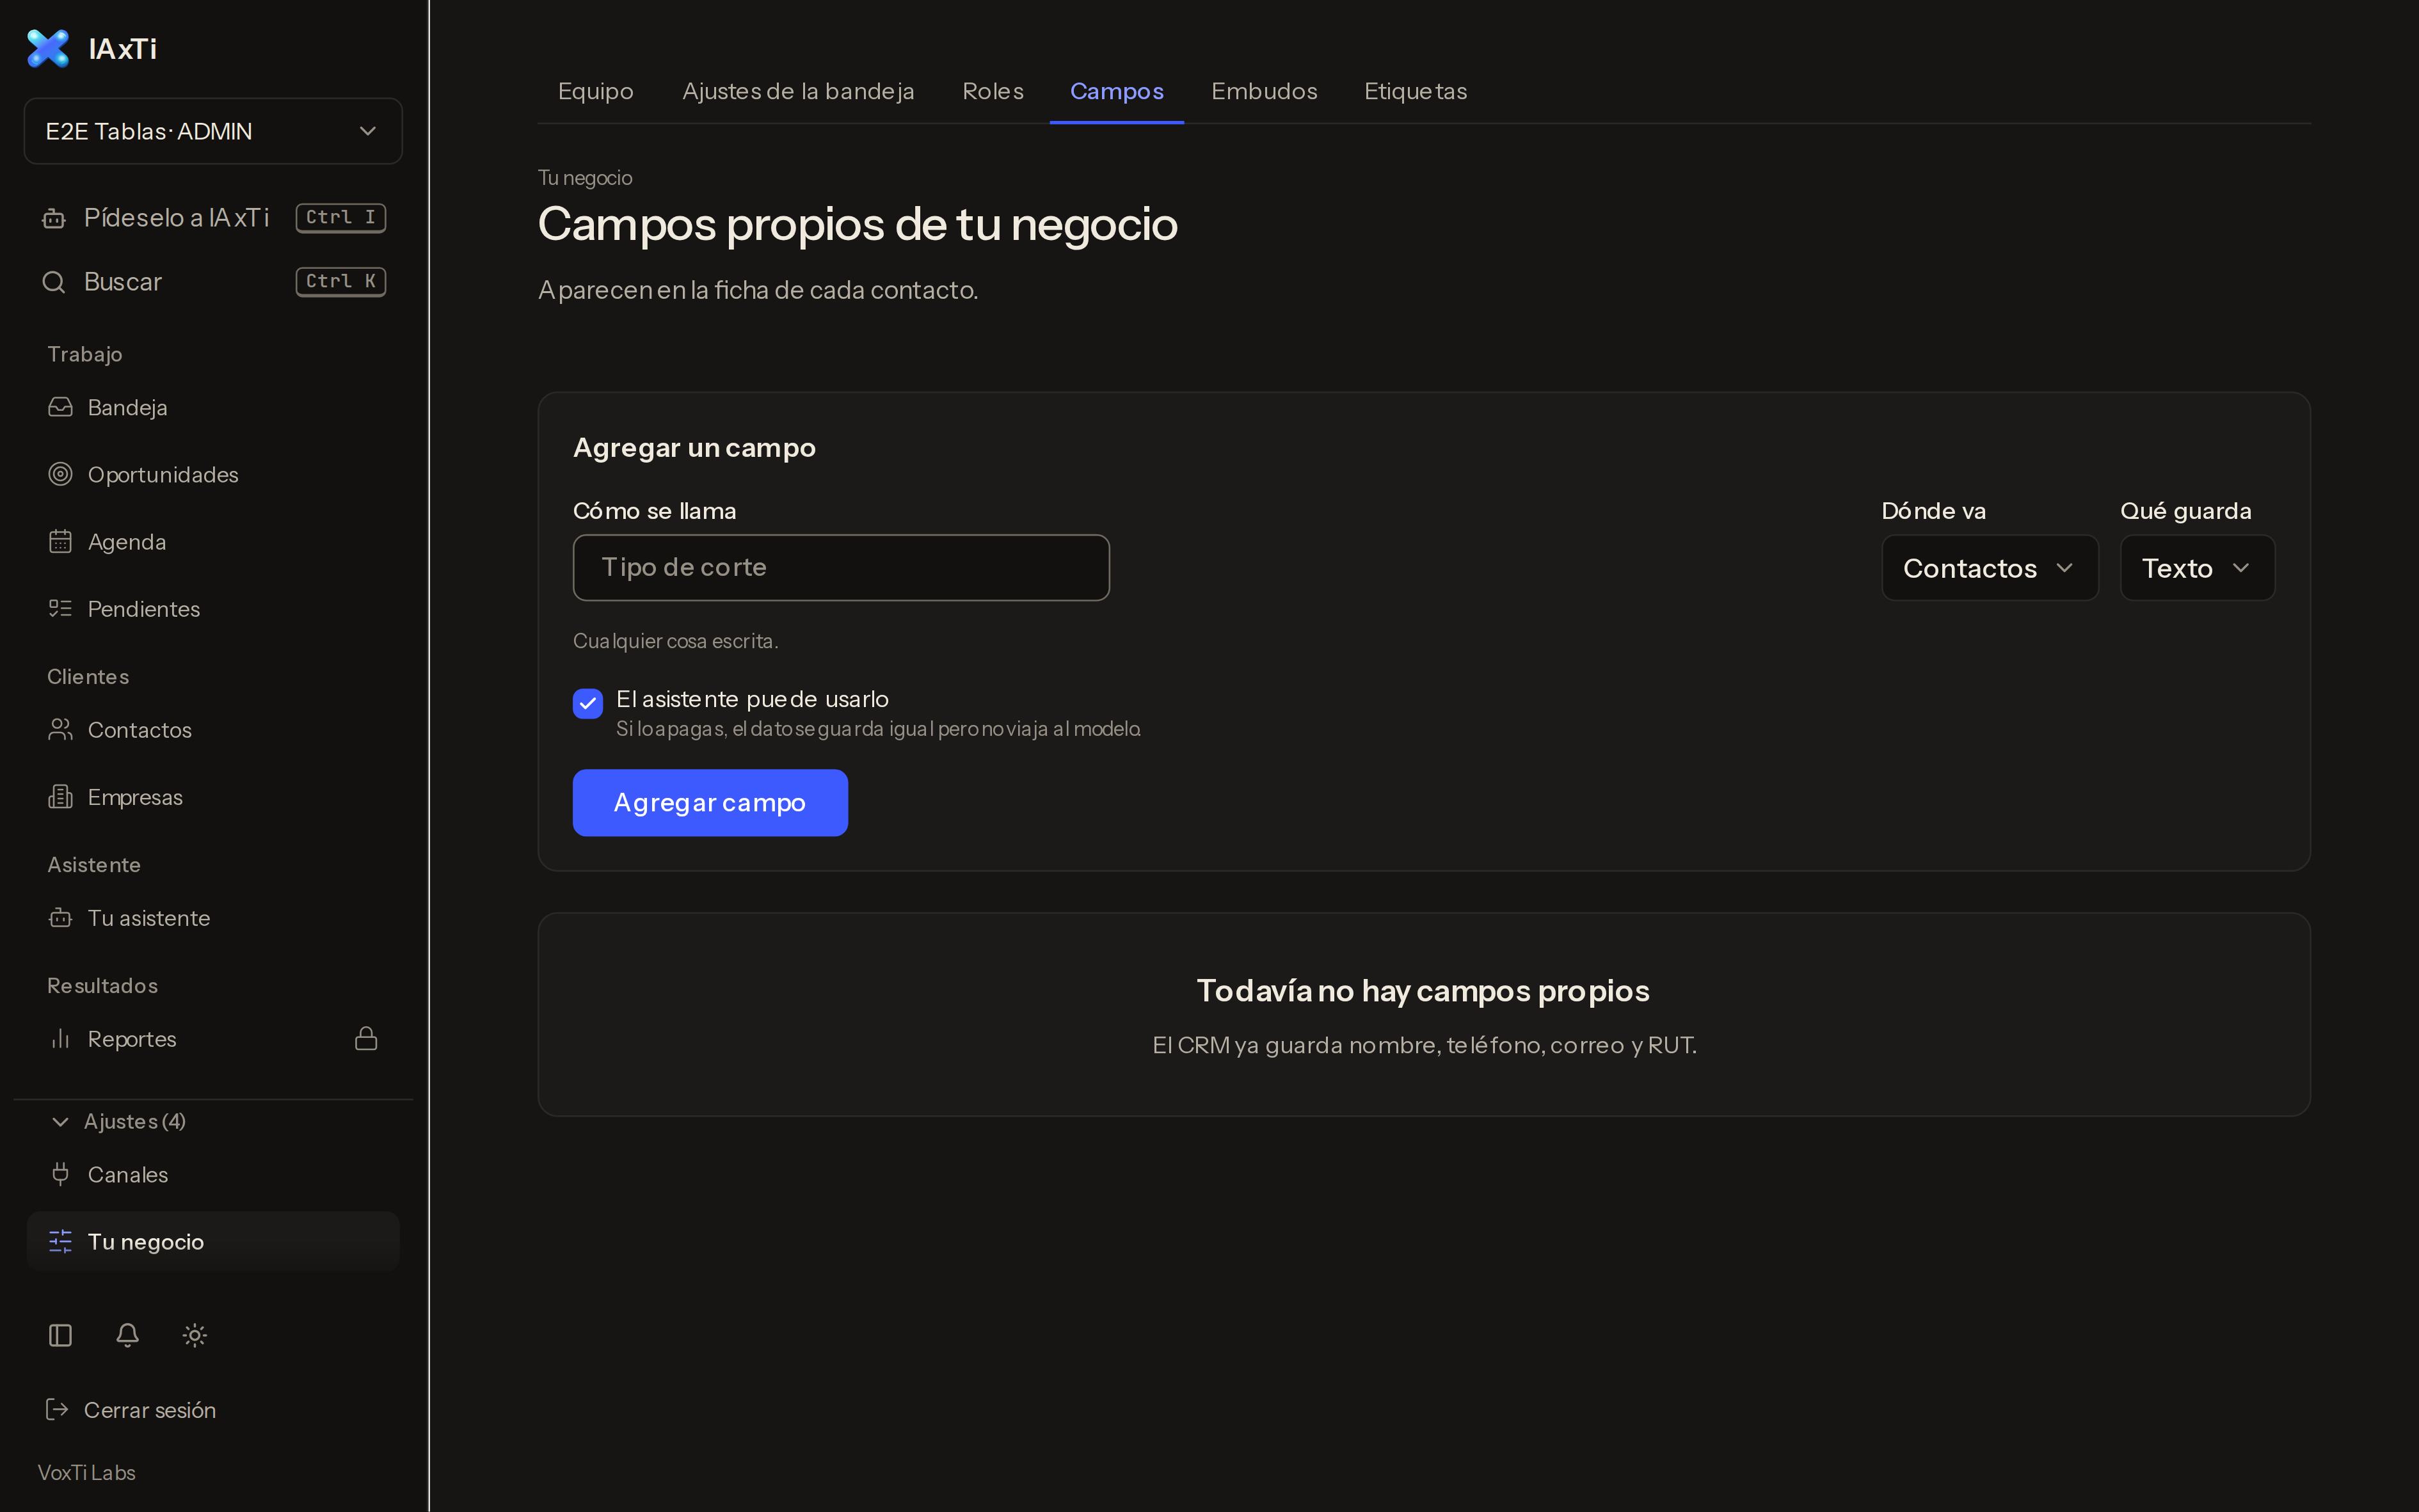 IAxTi
E2E Tablas · ADMIN
Pídeselo a IAxTi
Ctrl I
Buscar
Ctrl K
Trabajo
Bandeja
Oportunidades
Agenda
Pendientes
Clientes
Contactos
Empresas
Asistente
Tu asistente
Resultados
Reportes
Ajustes (4)
Canales
Tu negocio
Cerrar sesión
VoxTi Labs
Equipo Ajustes de la bandeja Roles Campos Embudos Etiquetas
Tu negocio
Campos propios de tu negocio
Aparecen en la ficha de cada contacto.
Agregar un campo
Cómo se llama Dónde va Qué guarda
Tipo de corte Contactos Texto
Cualquier cosa escrita.
El asistente puede usarlo
Si lo apagas, el dato se guarda igual pero no viaja al modelo.
Agregar campo
Todavía no hay campos propios
El CRM ya guarda nombre, teléfono, correo y RUT.